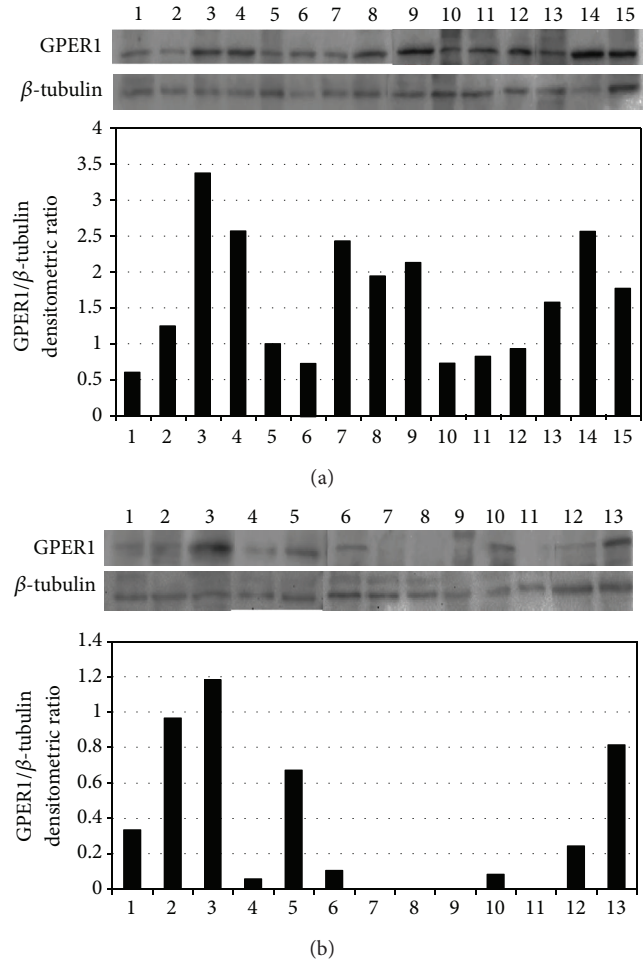 1 2 3 4 5 6 7 8 9 10 11 12 13 14 15
GPER1
β-tubulin
GPER1/β-tubulin
densitometric ratio
4
3.5
3
2.5
2
1.5
1
0.5
0
1 2 3 4 5 6 7 8 9 10 11 12 13 14 15
(a)
1 2 3 4 5 6 7 8 9 10 11 12 13
GPER1
β-tubulin
GPER1/β-tubulin
densitometric ratio
1.4
1.2
1
0.8
0.6
0.4
0.2
0
1 2 3 4 5 6 7 8 9 10 11 12 13
(b)